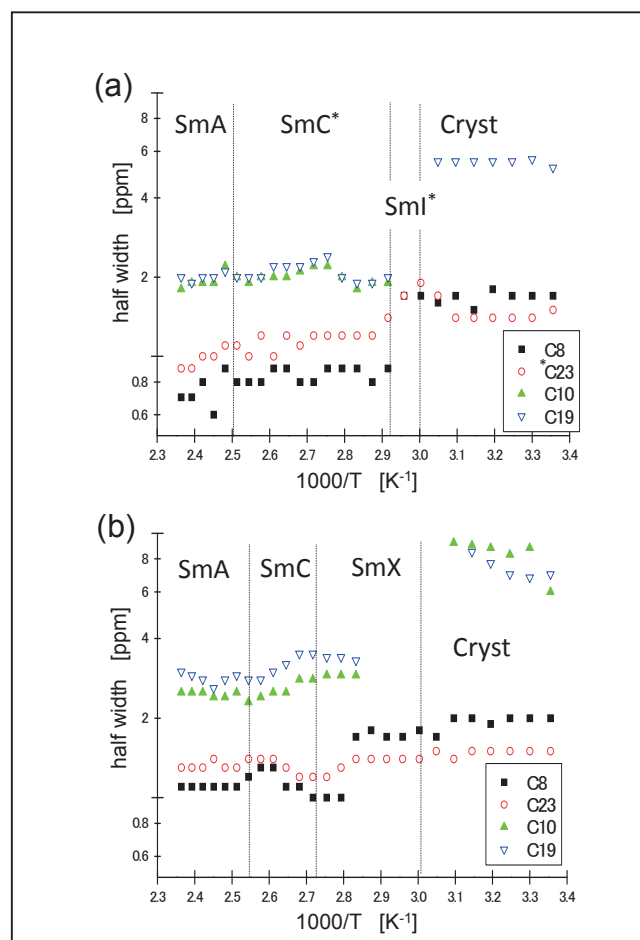 (a)
SmA
SmC*
Cryst
SmI*
half width [ppm]
8
6
4
2
0.8
0.6
C8
*C23
C10
C19
2.3 2.4 2.5 2.6 2.7 2.8 2.9 3.0 3.1 3.2 3.3 3.4
1000/T [K-1]
(b)
SmA
SmC
SmX
Cryst
half width [ppm]
8
6
4
2
0.8
0.6
C8
C23
C10
C19
2.3 2.4 2.5 2.6 2.7 2.8 2.9 3.0 3.1 3.2 3.3 3.4
1000/T [K-1]